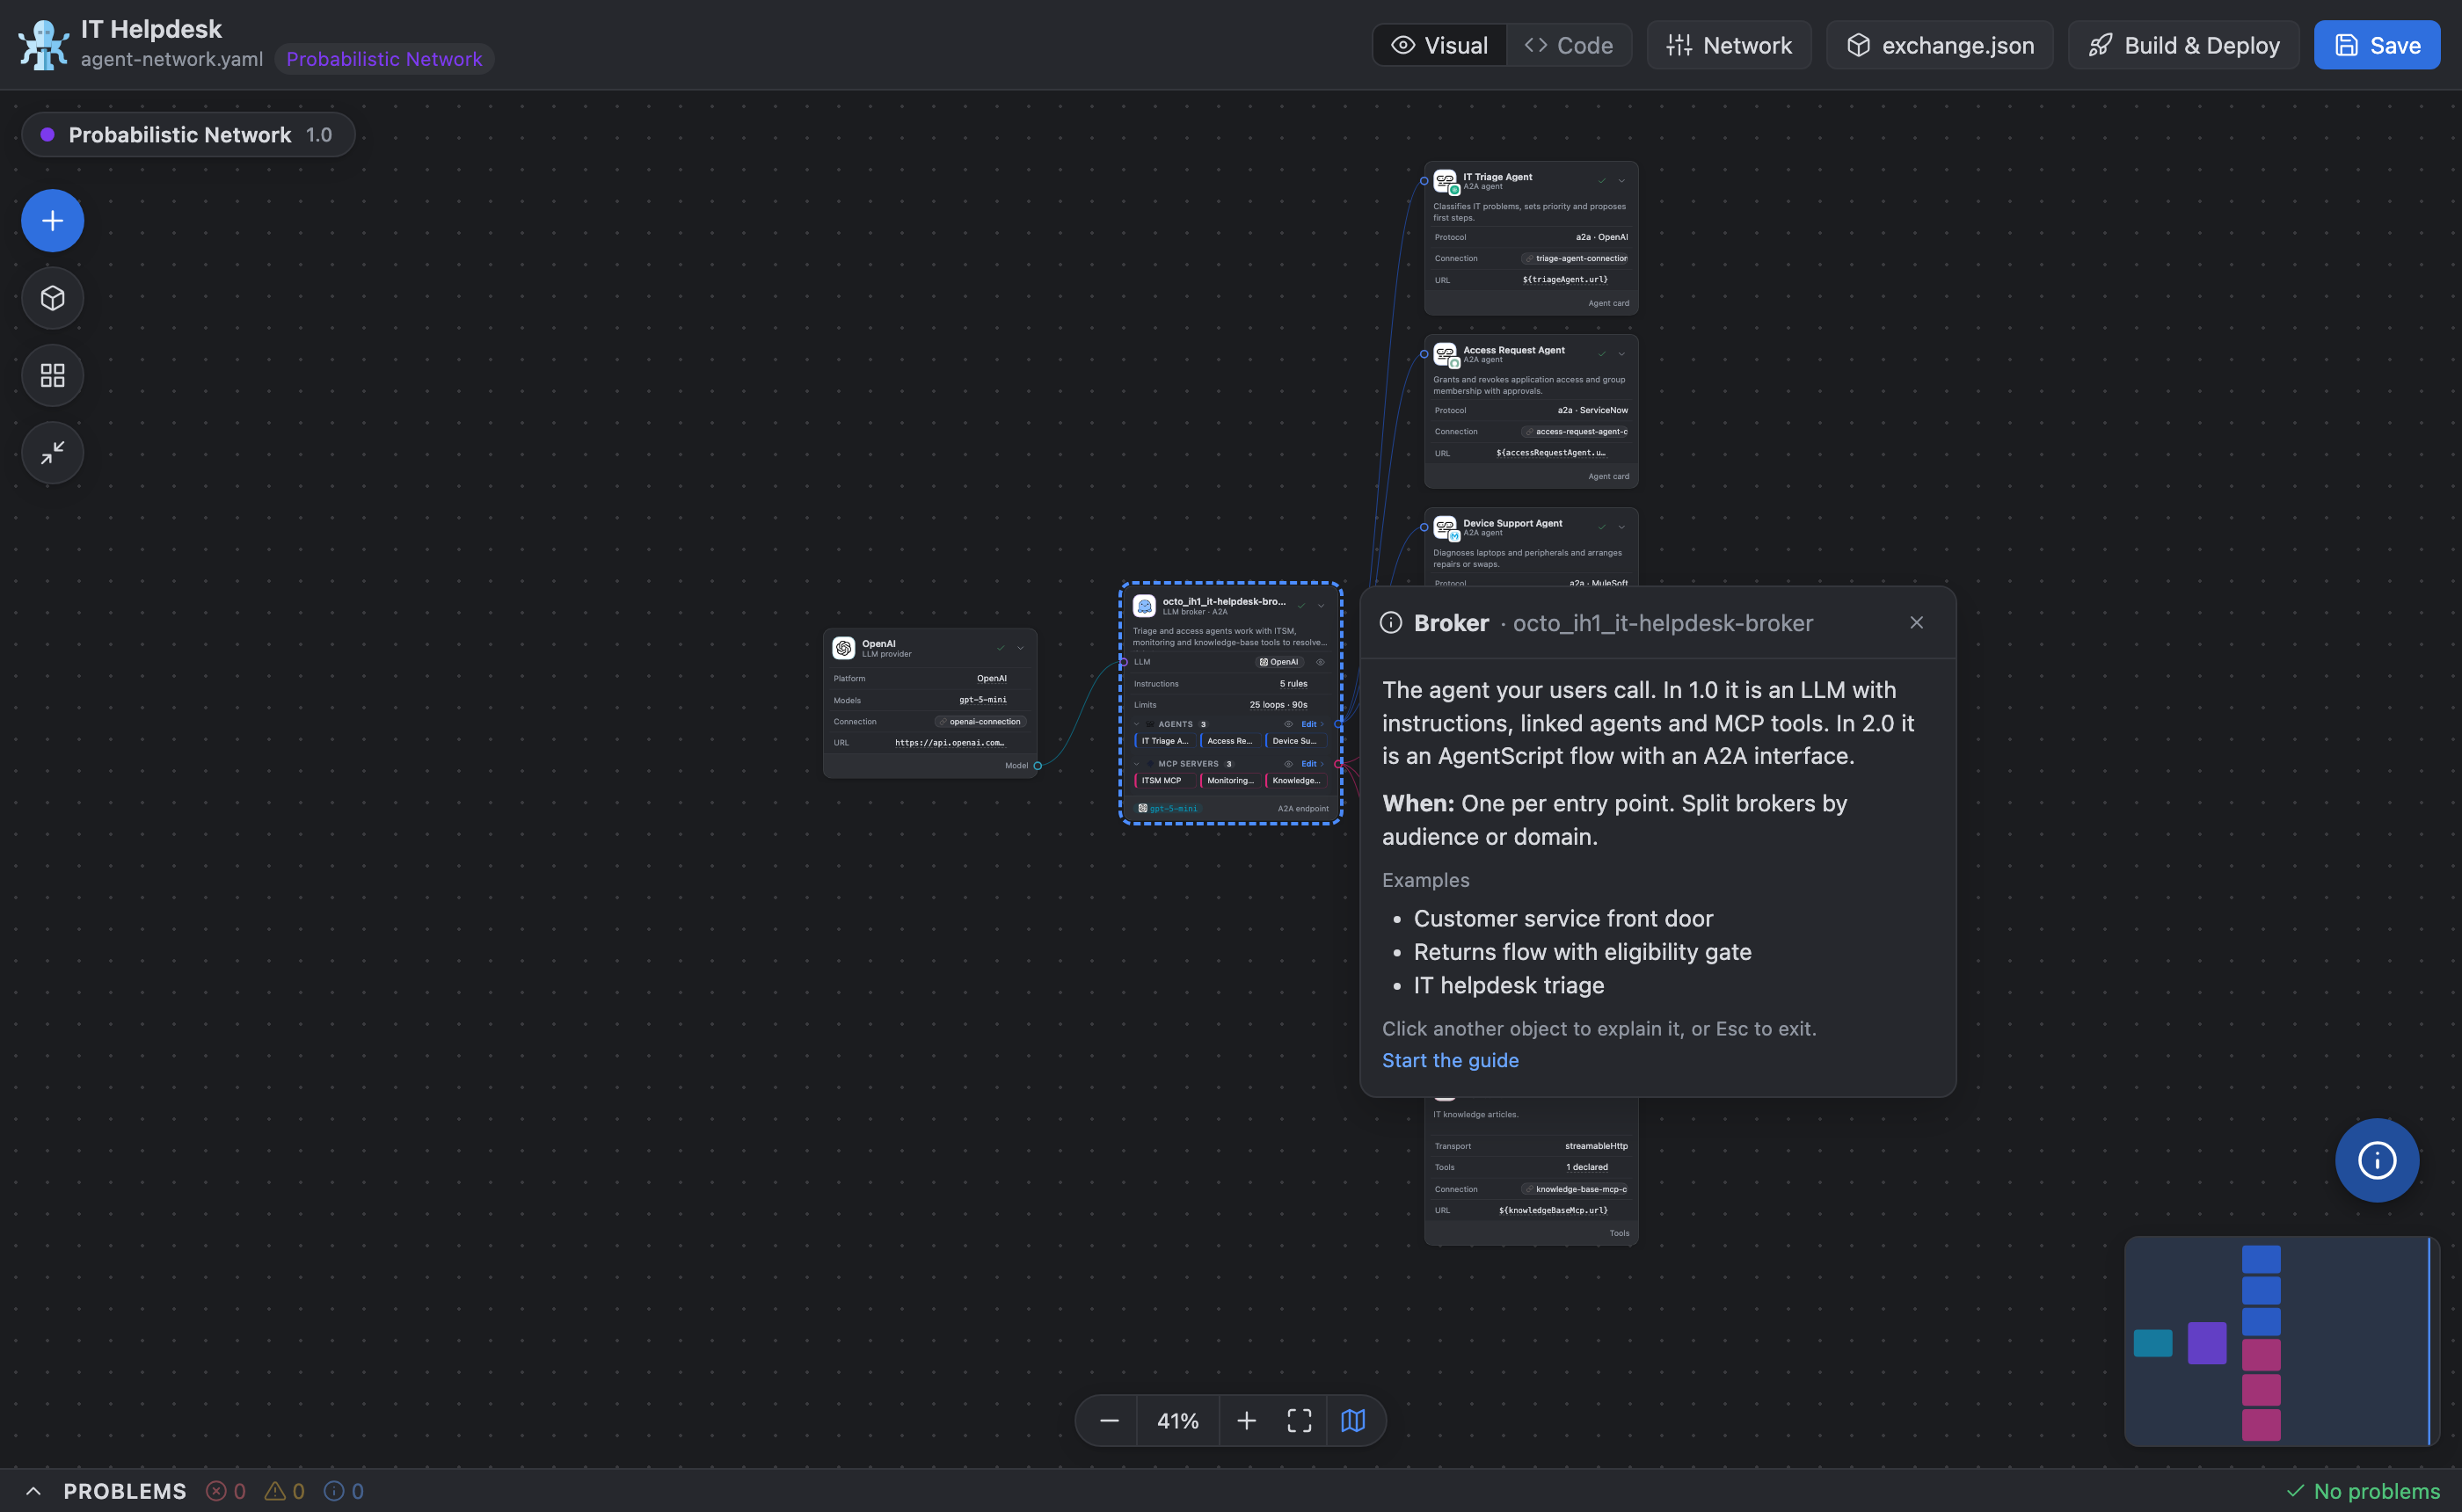 IT Helpdesk
agent-network.yaml Probabilistic Network
Visual
Code
Network
exchange.json
Build & Deploy
Save
Probabilistic Network 1.0
IT Triage Agent
A2A agent
Classifies IT problems, sets priority and proposes
first steps.
Protocol a2a · OpenAI
Connection triage-agent-connection
URL ${triageAgent.url}
Agent card
Access Request Agent
A2A agent
Grants and revokes application access and group
membership with approvals.
Protocol a2a · ServiceNow
Connection access-request-agent-c
URL ${accessRequestAgent.u…
Agent card
Device Support Agent
A2A agent
Diagnoses laptops and peripherals and arranges
repairs or swaps.
Protocol a2a · MuleSoft
OpenAI
LLM provider
Platform OpenAI
Models gpt-5-mini
Connection openai-connection
URL https://api.openai.com…
Model
octo_ih1_it-helpdesk-bro...
LLM broker · A2A
Triage and access agents work with ITSM,
monitoring and knowledge-base tools to resolve…
LLM OpenAI
Instructions 5 rules
Limits 25 loops · 90s
AGENTS 3 Edit
IT Triage A... Access Re... Device Su...
MCP SERVERS 3 Edit
ITSM MCP Monitoring... Knowledge...
gpt-5-mini A2A endpoint
Broker · octo_ih1_it-helpdesk-broker
The agent your users call. In 1.0 it is an LLM with
instructions, linked agents and MCP tools. In 2.0 it
is an AgentScript flow with an A2A interface.
When: One per entry point. Split brokers by
audience or domain.
Examples
• Customer service front door
• Returns flow with eligibility gate
• IT helpdesk triage
Click another object to explain it, or Esc to exit.
Start the guide
IT knowledge articles.
Transport streamableHttp
Tools 1 declared
Connection knowledge-base-mcp-c
URL ${knowledgeBaseMcp.url}
Tools
41%
PROBLEMS 0 0 0
No problems